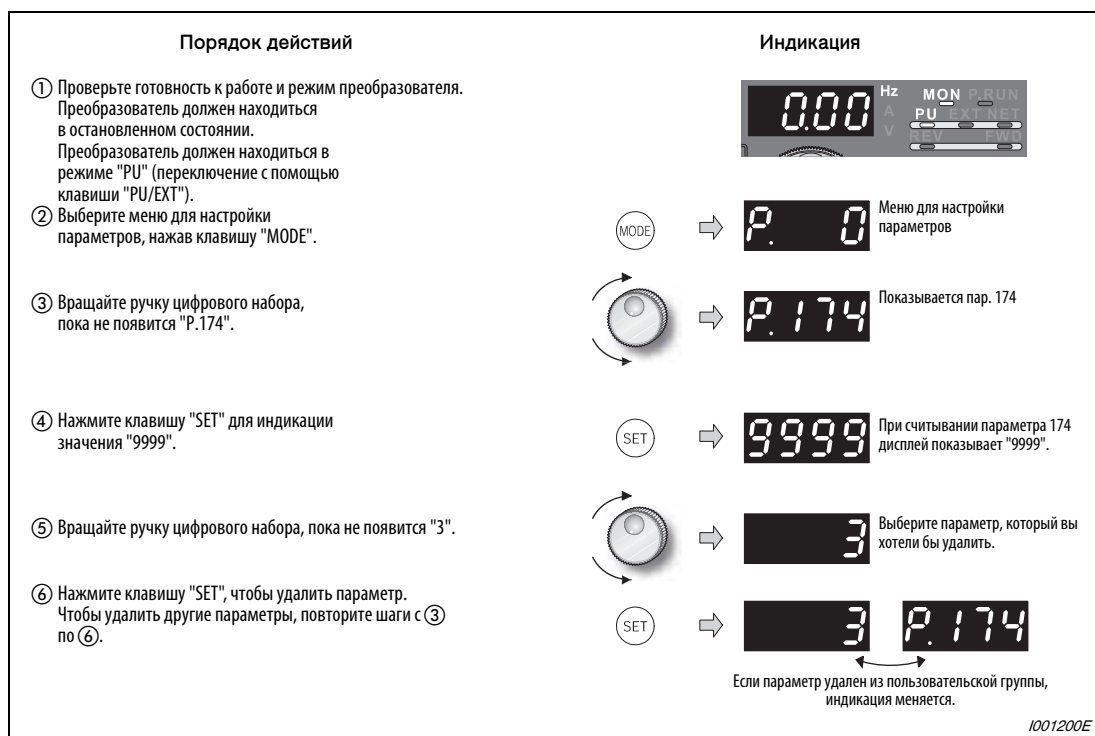 Порядок действий
Индикация
① Проверьте готовность к работе и режим преобразователя.
Преобразователь должен находиться
в остановленном состоянии.
Преобразователь должен находиться в
режиме "PU" (переключение с помощью
клавиши "PU/EXT").
0.00
Hz
A
V
MON P.RUN
PU EXT NET
REV FWD
② Выберите меню для настройки
параметров, нажав клавишу "MODE".
MODE
P. 0
Меню для настройки
параметров
③ Вращайте ручку цифрового набора,
пока не появится "P.174".
P.174
Показывается пар. 174
④ Нажмите клавишу "SET" для индикации
значения "9999".
SET
9999
При считывании параметра 174
дисплей показывает "9999".
⑤ Вращайте ручку цифрового набора, пока не появится "3".
3
Выберите параметр, который вы
хотели бы удалить.
⑥ Нажмите клавишу "SET", чтобы удалить параметр.
Чтобы удалить другие параметры, повторите шаги с ③
по ⑥.
SET
3
P.174
Если параметр удален из пользовательской группы,
индикация меняется.
I001200E